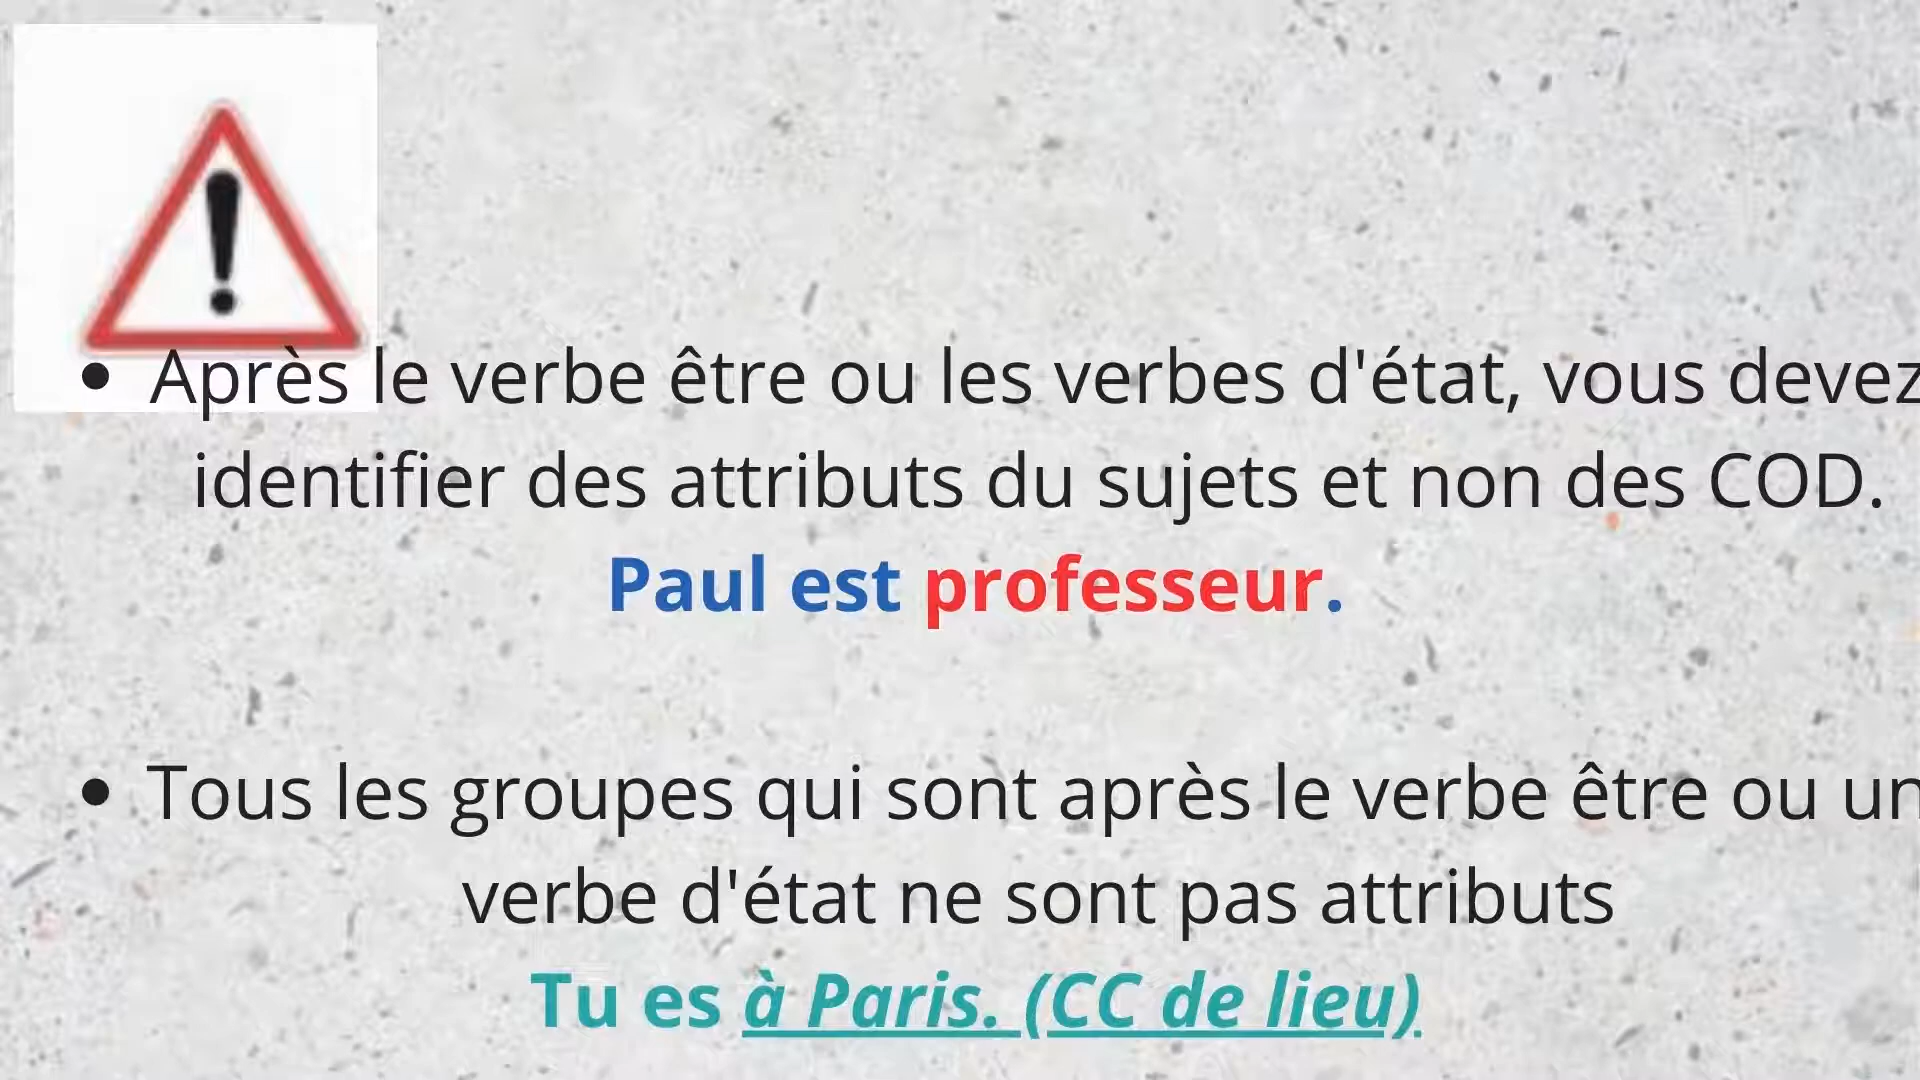 • Après le verbe être ou les verbes d'état, vous devez
identifier des attributs du sujets et non des COD.
Paul est professeur.
• Tous les groupes qui sont après le verbe être ou un
verbe d'état ne sont pas attributs
Tu es à Paris. (CC de lieu)